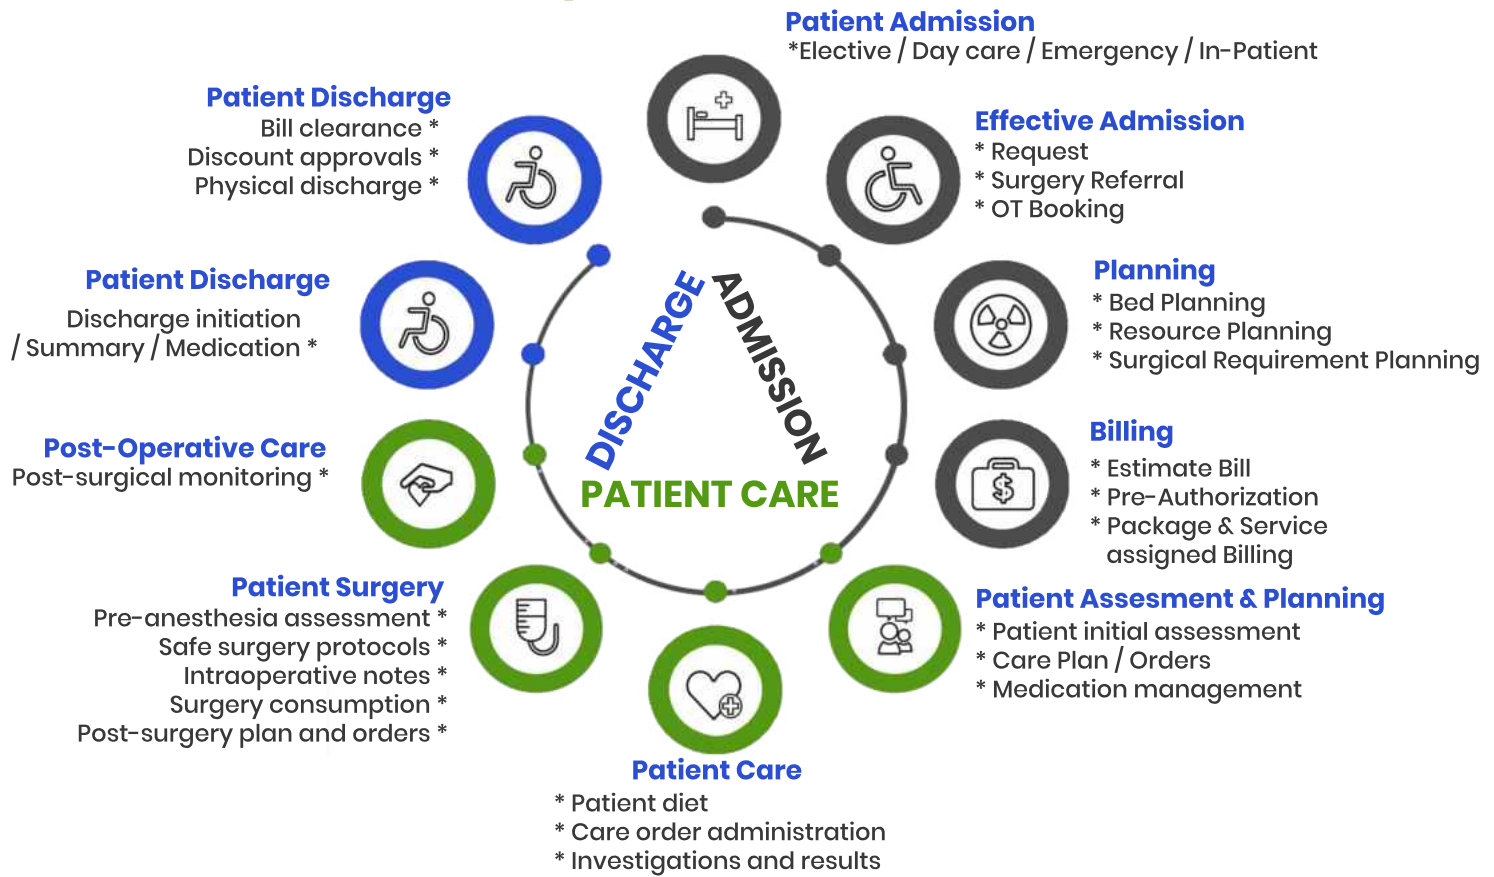 Patient Admission
*Elective / Day care / Emergency / In-Patient
Effective Admission
* Request
* Surgery Referral
* OT Booking
Planning
* Bed Planning
* Resource Planning
* Surgical Requirement Planning
Billing
* Estimate Bill
* Pre-Authorization
* Package & Service
assigned Billing
Patient Assesment & Planning
* Patient initial assessment
* Care Plan / Orders
* Medication management
Patient Care
* Patient diet
* Care order administration
* Investigations and results
Patient Surgery
Pre-anesthesia assessment *
Safe surgery protocols *
Intraoperative notes *
Surgery consumption *
Post-surgery plan and orders *
Post-Operative Care
Post-surgical monitoring *
Patient Discharge
Discharge initiation
/ Summary / Medication *
Patient Discharge
Bill clearance *
Discount approvals *
Physical discharge *
ADMISSION
PATIENT CARE
DISCHARGE
$